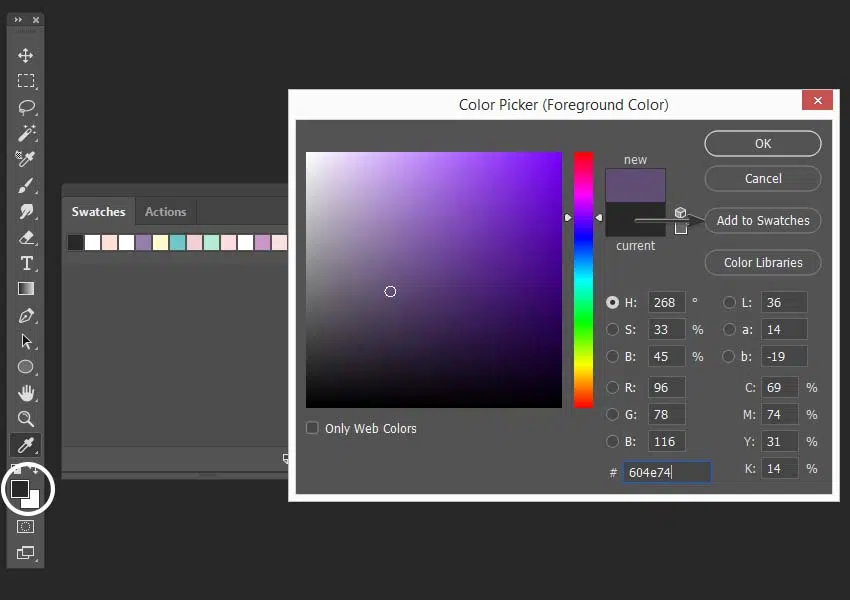 Color Picker (Foreground Color)
Swatches
Actions
new
current
OK
Cancel
Add to Swatches
Color Libraries
H: 268 °
S: 33 %
B: 45 %
R: 96
G: 78
B: 116
# 604e74
L: 36
a: 14
b: -19
C: 69 %
M: 74 %
Y: 31 %
K: 14 %
Only Web Colors